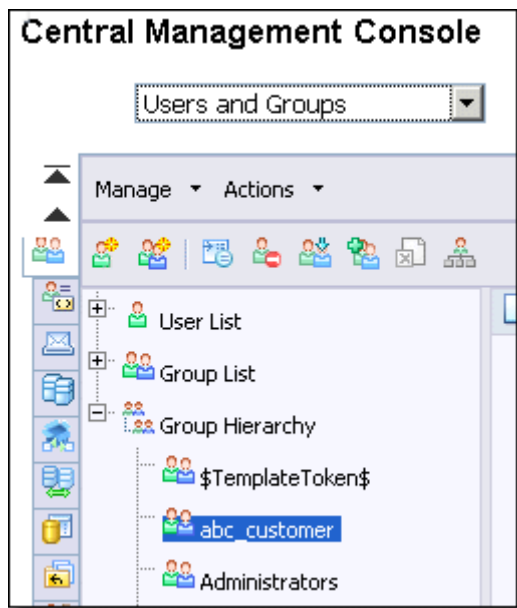 Central Management Console
Users and Groups
Manage Actions
User List
Group List
Group Hierarchy
$TemplateToken$
abc_customer
Administrators